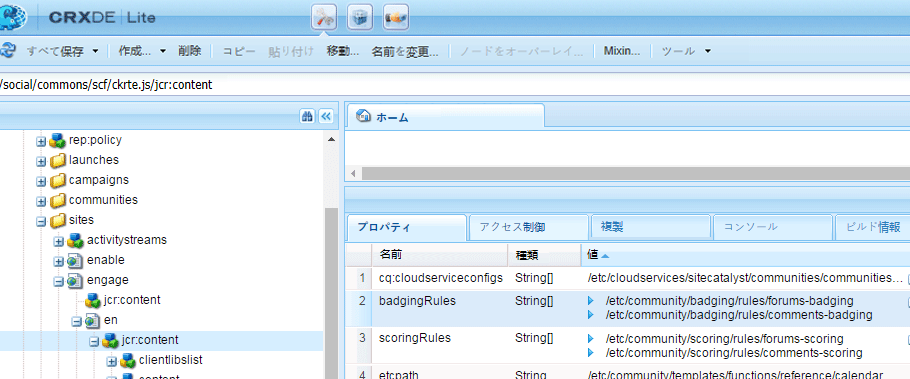 CRXDE | Lite
すべて保存 作成... 削除 コピー 貼り付け 移動... 名前を変更... ノードをオーバーレイ... Mixin... ツール
/social/commons/scf/ckrte.js/jcr:content
ホーム
rep:policy
launches
campaigns
communities
sites
activitystreams
enable
engage
jcr:content
en
jcr:content
clientlibslist
content
プロパティ アクセス制御 複製 コンソール ビルド情報
名前 種類 値
1 cq:cloudserviceconfigs String[] /etc/cloudservices/sitecatalyst/communities/communities...
2 badgingRules String[] /etc/community/badging/rules/forums-badging
/etc/community/badging/rules/comments-badging
3 scoringRules String[] /etc/community/scoring/rules/forums-scoring
/etc/community/scoring/rules/comments-scoring
4 etcpath String /etc/community/templates/functions/reference/calendar